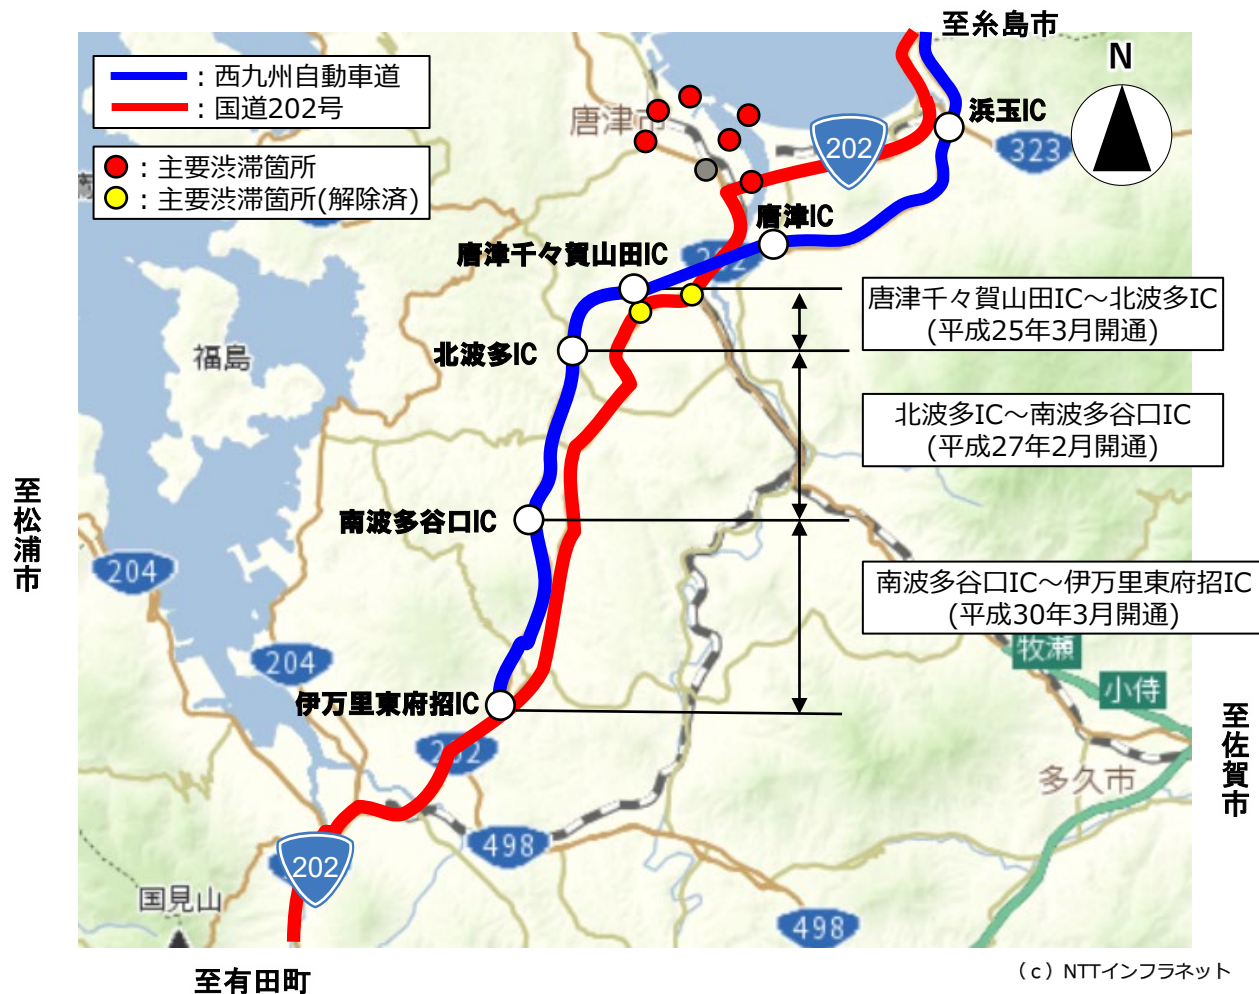 至糸島市
N
：西九州自動車道
：国道202号
：主要渋滞箇所
：主要渋滞箇所(解除済)
唐津市
202
浜玉IC
323
唐津IC
202
唐津千々賀山田IC
唐津千々賀山田IC～北波多IC
(平成25年3月開通)
北波多IC
福島
北波多IC～南波多谷口IC
(平成27年2月開通)
至松浦市
南波多谷口IC
204
南波多谷口IC～伊万里東府招IC
(平成30年3月開通)
204
牧瀬
小侍
伊万里東府招IC
至佐賀市
202
多久市
498
202
国見山
498
至有田町
（c）NTTインフラネット